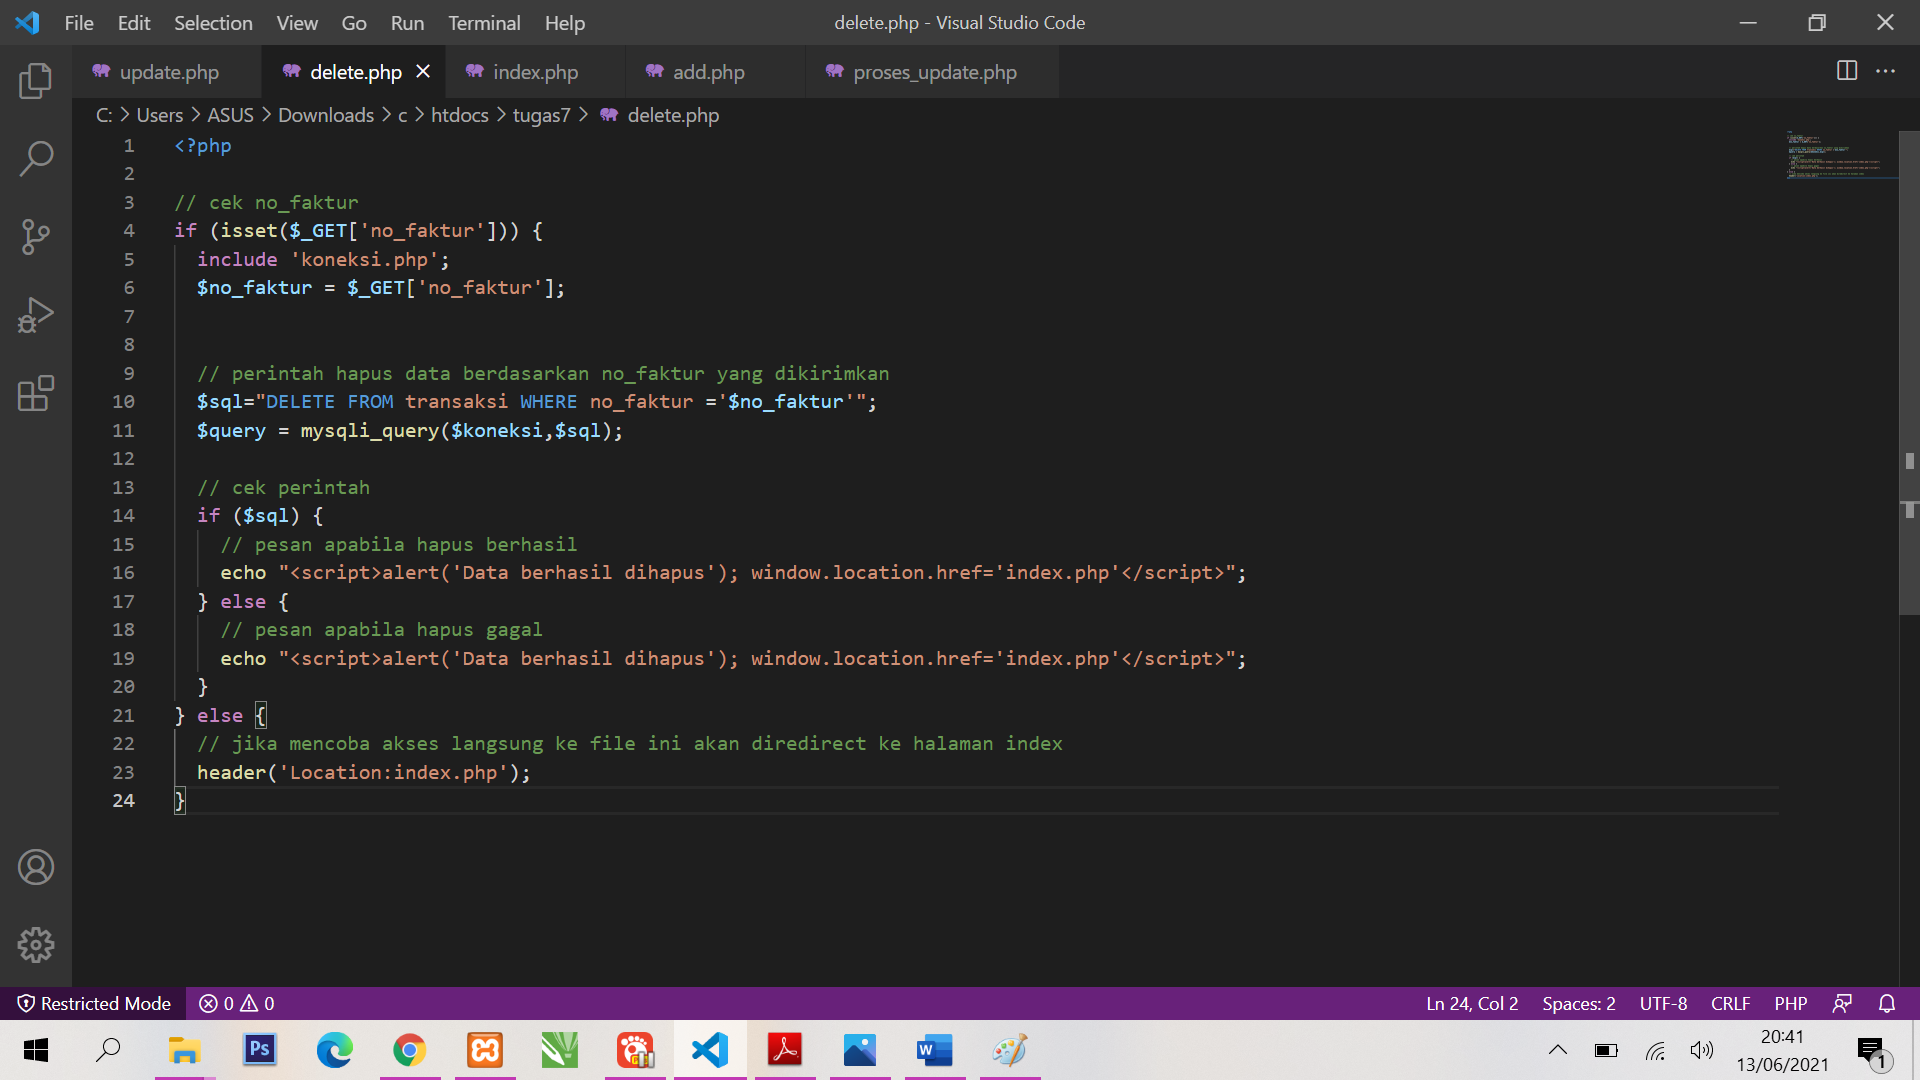 File Edit Selection View Go Run Terminal Help delete.php - Visual Studio Code
update.php delete.php index.php add.php proses_update.php
C: > Users > ASUS > Downloads > c > htdocs > tugas7 > delete.php
1 <?php
2
3 // cek no_faktur
4 if (isset($_GET['no_faktur'])) {
5   include 'koneksi.php';
6   $no_faktur = $_GET['no_faktur'];
7
8
9   // perintah hapus data berdasarkan no_faktur yang dikirimkan
10   $sql="DELETE FROM transaksi WHERE no_faktur ='$no_faktur'";
11   $query = mysqli_query($koneksi,$sql);
12
13   // cek perintah
14   if ($sql) {
15     // pesan apabila hapus berhasil
16     echo "<script>alert('Data berhasil dihapus'); window.location.href='index.php'</script>";
17   } else {
18     // pesan apabila hapus gagal
19     echo "<script>alert('Data berhasil dihapus'); window.location.href='index.php'</script>";
20   }
21 } else {
22   // jika mencoba akses langsung ke file ini akan diredirect ke halaman index
23   header('Location:index.php');
24 }
Restricted Mode 0 0 Ln 24, Col 2 Spaces: 2 UTF-8 CRLF PHP
Ps W 20:41
13/06/2021 1